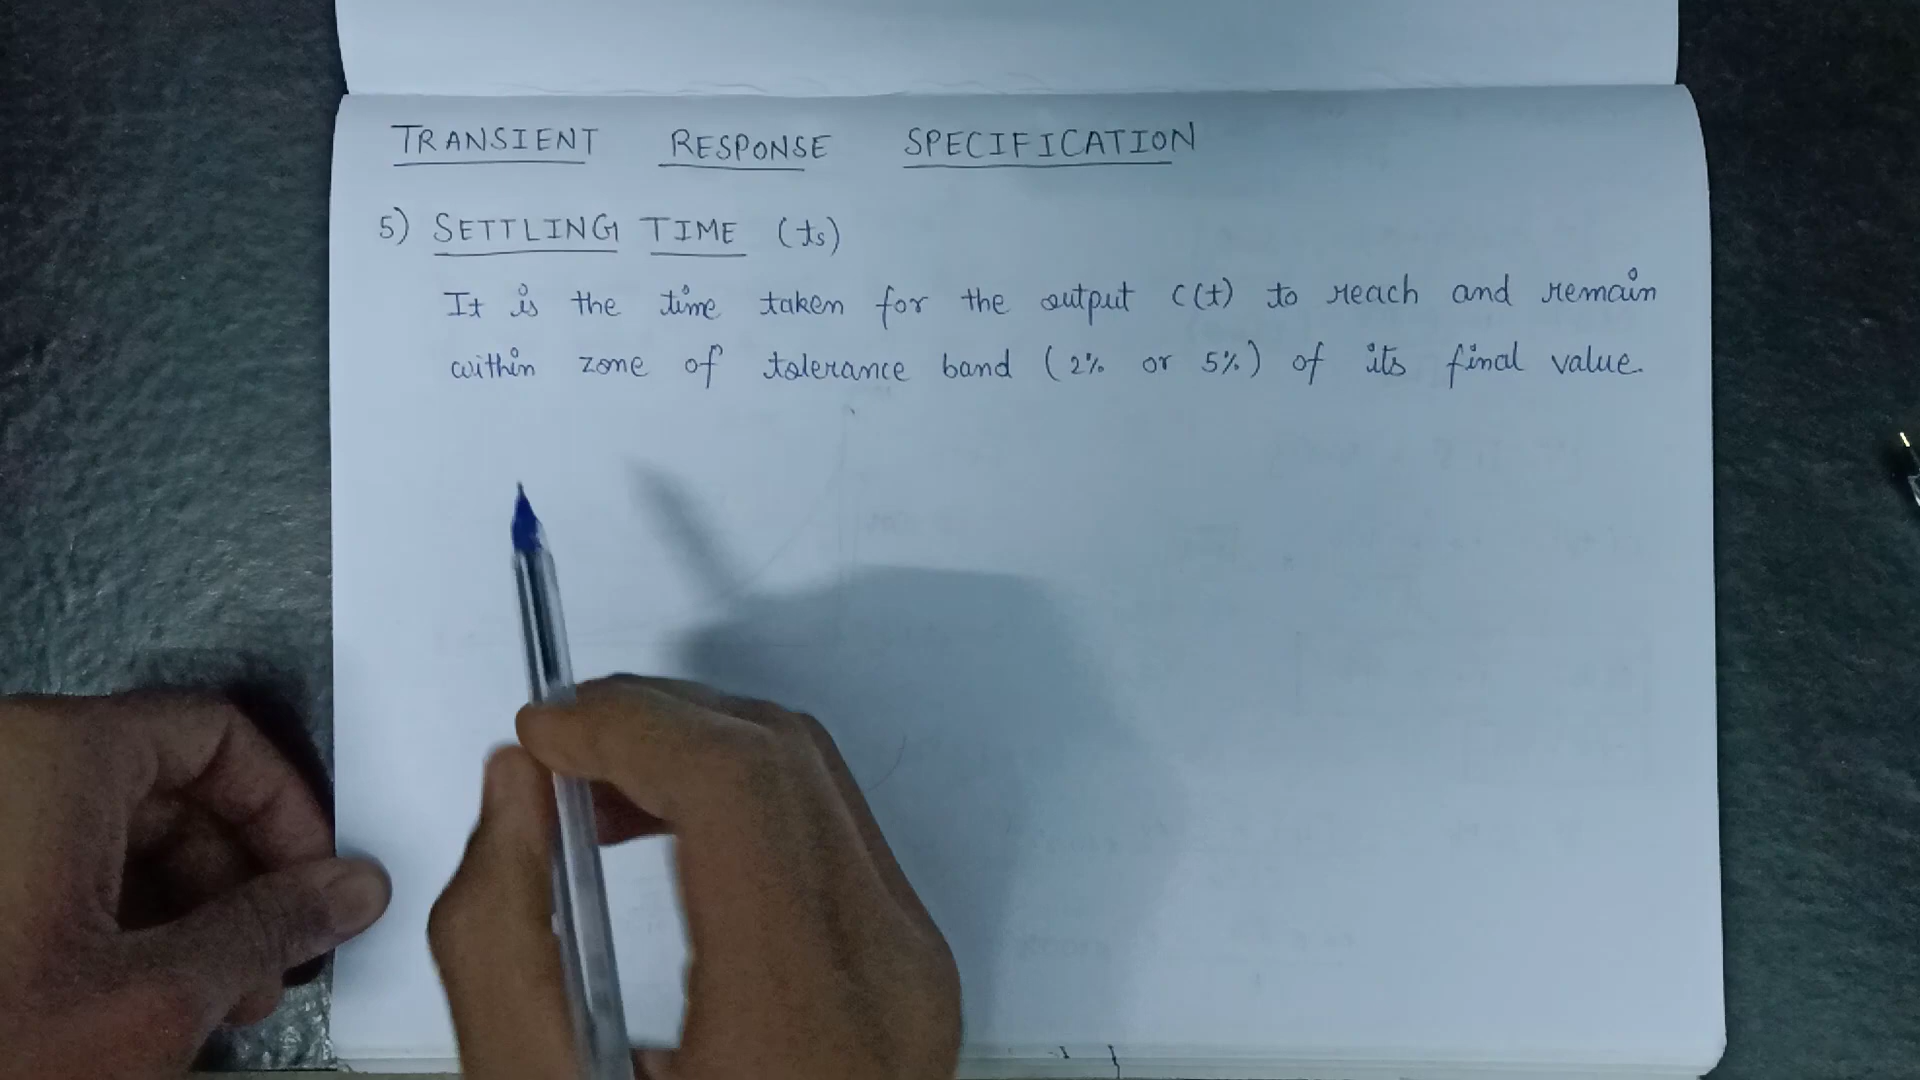 TRANSIENT RESPONSE SPECIFICATION
5) SETTLING TIME (ts)
It is the time taken for the output c(t) to reach and remain
within zone of tolerance band (2% or 5%) of its final value.